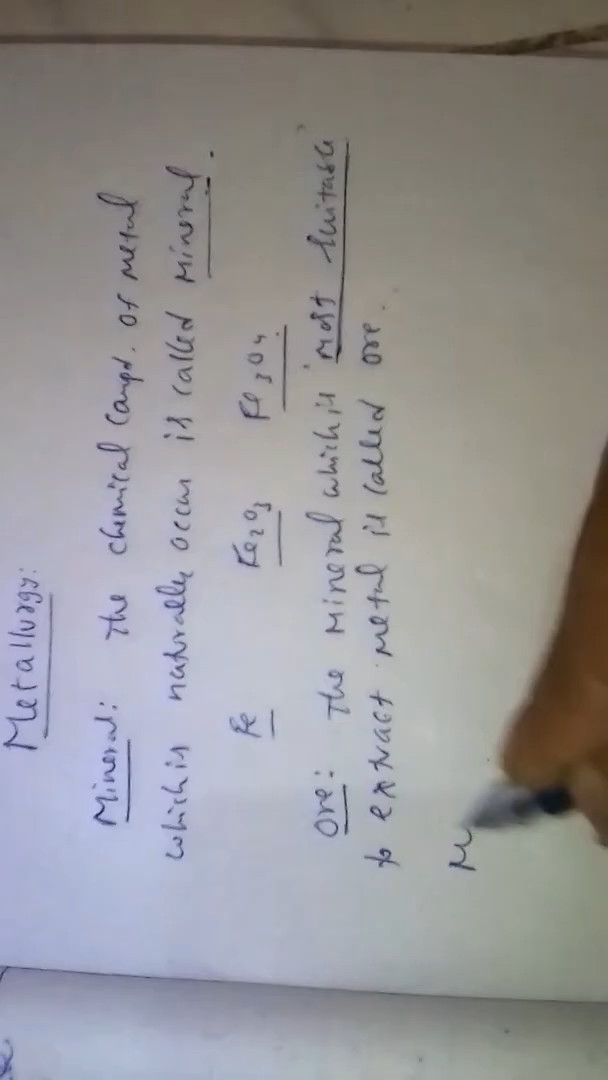 Metallurgy:
Mineral: The chemical Compd. of metal
which is naturally occur is called Mineral.
Fe Fe2O3 Fe3O4.
Ore: The Mineral which is "most suitable"
to extract metal is called ore.
M